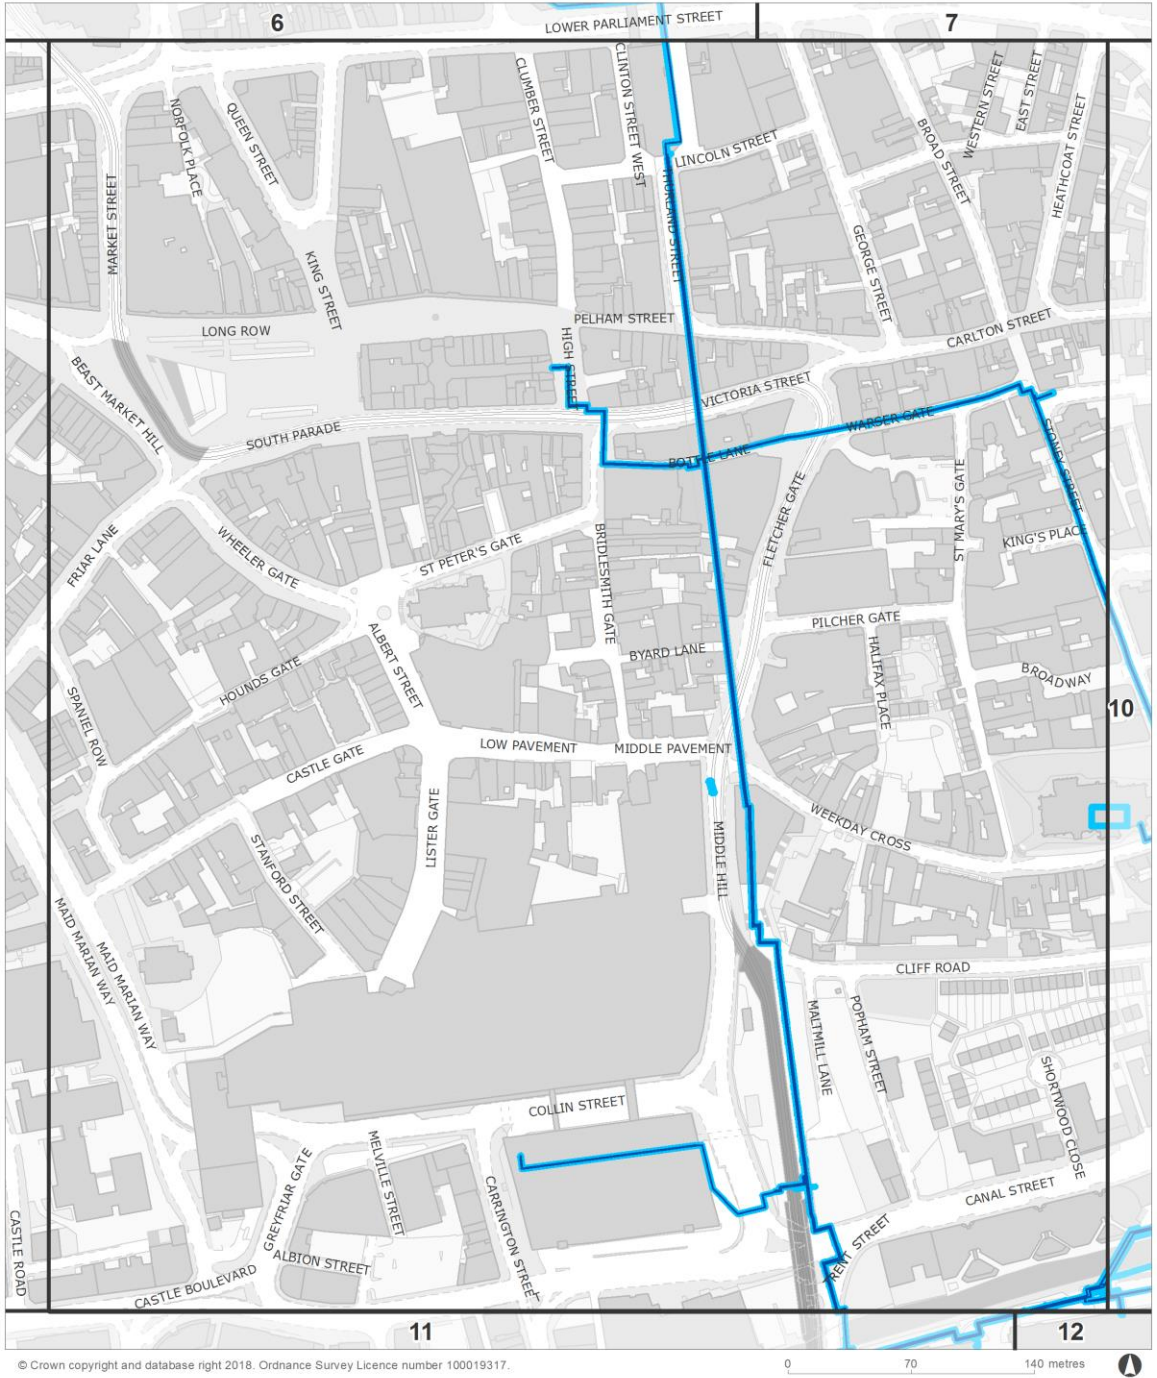 6
7
LOWER PARLIAMENT STREET
CLUMBER STREET
CLINTON STREET WEST
NORFOLK PLACE
QUEEN STREET
MARKET STREET
KING STREET
LINCOLN STREET
THURLAND STREET
BROAD STREET
WESTERN STREET
EAST STREET
HEATHCOAT STREET
GEORGE STREET
LONG ROW
PELHAM STREET
HIGH STREET
CARLTON STREET
BEAST MARKET HILL
SOUTH PARADE
VICTORIA STREET
WARSER GATE
BOTTLE LANE
STONEY STREET
FRIAR LANE
WHEELER GATE
ST PETER'S GATE
BRIDLESMITH GATE
FLETCHER GATE
ST MARY'S GATE
KING'S PLACE
ALBERT STREET
PILCHER GATE
BYARD LANE
HALIFAX PLACE
BROADWAY
HOUNDS GATE
SPANIEL ROW
10
CASTLE GATE
LOW PAVEMENT
MIDDLE PAVEMENT
LISTER GATE
STANFORD STREET
MIDDLE HILL
WEEKDAY CROSS
MAID MARIAN WAY
MAID MARIAN WAY
CLIFF ROAD
MALTMILL LANE
POPHAM STREET
SHORTWOOD CLOSE
COLLIN STREET
MELVILLE STREET
GREYFRIAR GATE
CARRINGTON STREET
CANAL STREET
TRENT STREET
CASTLE ROAD
ALBION STREET
CASTLE BOULEVARD
11
12
© Crown copyright and database right 2018. Ordnance Survey Licence number 100019317.
0 70 140 metres